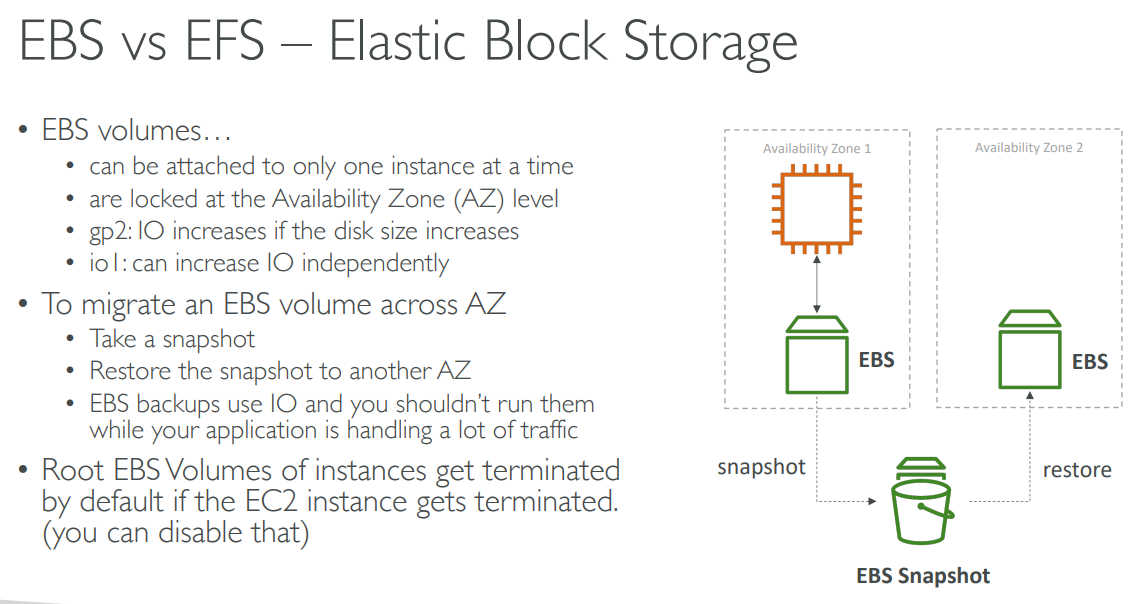 EBS vs EFS – Elastic Block Storage
• EBS volumes…
• can be attached to only one instance at a time
• are locked at the Availability Zone (AZ) level
• gp2: IO increases if the disk size increases
• io1: can increase IO independently
• To migrate an EBS volume across AZ
• Take a snapshot
• Restore the snapshot to another AZ
• EBS backups use IO and you shouldn’t run them
while your application is handling a lot of traffic
• Root EBS Volumes of instances get terminated
by default if the EC2 instance gets terminated.
(you can disable that)
Availability Zone 1
Availability Zone 2
EBS
EBS
snapshot
restore
EBS Snapshot